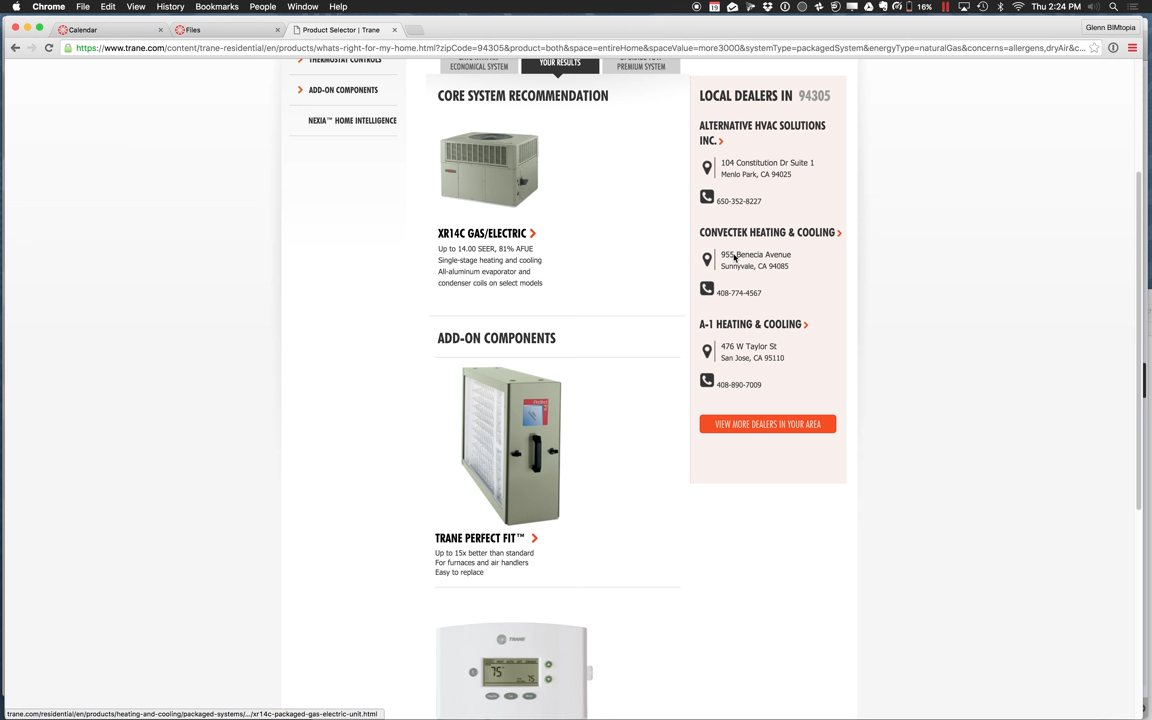 Chrome File Edit View History Bookmarks People Window Help
16% Thu 2:24 PM
Calendar Files Product Selector | Trane Glenn BIMtopia
https://www.trane.com/content/trane-residential/en/products/whats-right-for-my-home.html?zipCode=94305&product=both&space=entireHome&spaceValue=more3000&systemType=packagedSystem&energyType=naturalGas&concerns=allergens,dryAir&c...
THERMOSTAT CONTROLS
ADD-ON COMPONENTS
NEXIA™ HOME INTELLIGENCE
ECONOMICAL SYSTEM
YOUR RESULTS
PREMIUM SYSTEM
CORE SYSTEM RECOMMENDATION
XR14C GAS/ELECTRIC
Up to 14.00 SEER, 81% AFUE
Single-stage heating and cooling
All-aluminum evaporator and
condenser coils on select models
ADD-ON COMPONENTS
TRANE PERFECT FIT™
Up to 15x better than standard
For furnaces and air handlers
Easy to replace
TRANE
75
75
LOCAL DEALERS IN 94305
ALTERNATIVE HVAC SOLUTIONS
INC.
104 Constitution Dr Suite 1
Menlo Park, CA 94025
650-352-8227
CONVECTEK HEATING & COOLING
955 Benecia Avenue
Sunnyvale, CA 94085
408-774-4567
A-1 HEATING & COOLING
476 W Taylor St
San Jose, CA 95110
408-890-7009
VIEW MORE DEALERS IN YOUR AREA
trane.com/residential/en/products/heating-and-cooling/packaged-systems/.../xr14c-packaged-gas-electric-unit.html